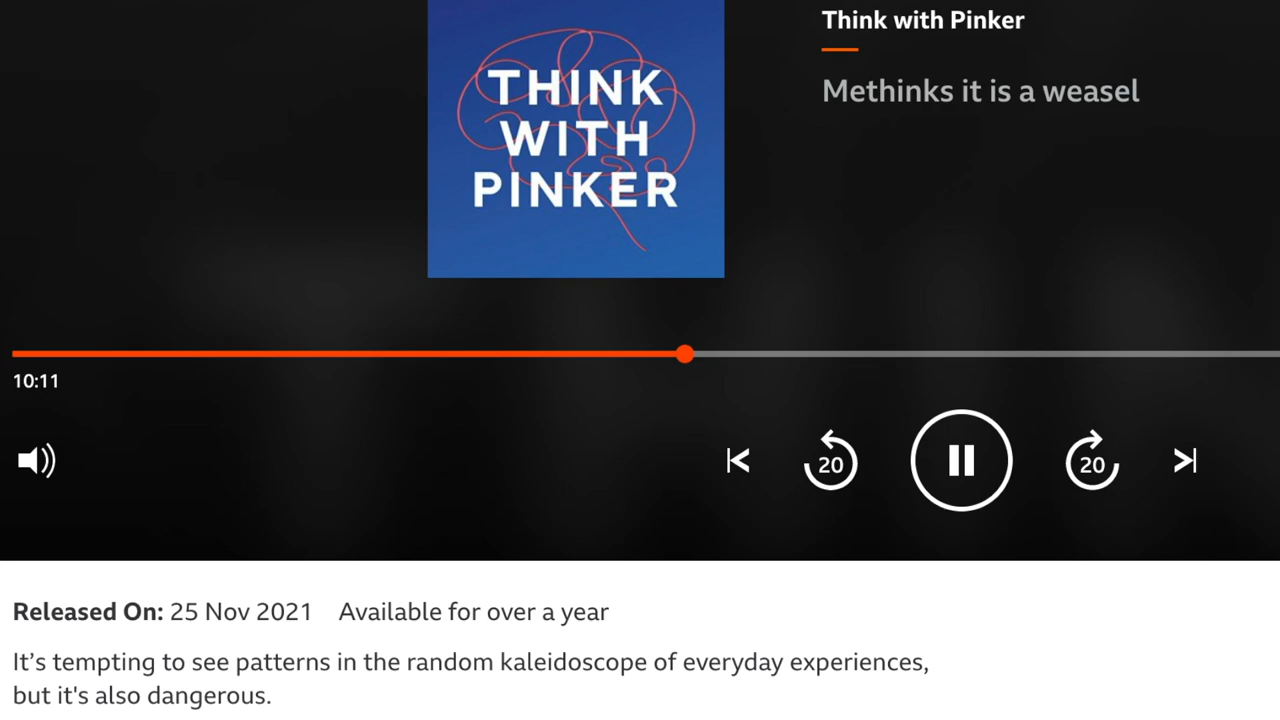 THINK
WITH
PINKER
Think with Pinker
Methinks it is a weasel
10:11
20
20
Released On: 25 Nov 2021 Available for over a year
It’s tempting to see patterns in the random kaleidoscope of everyday experiences,
but it's also dangerous.